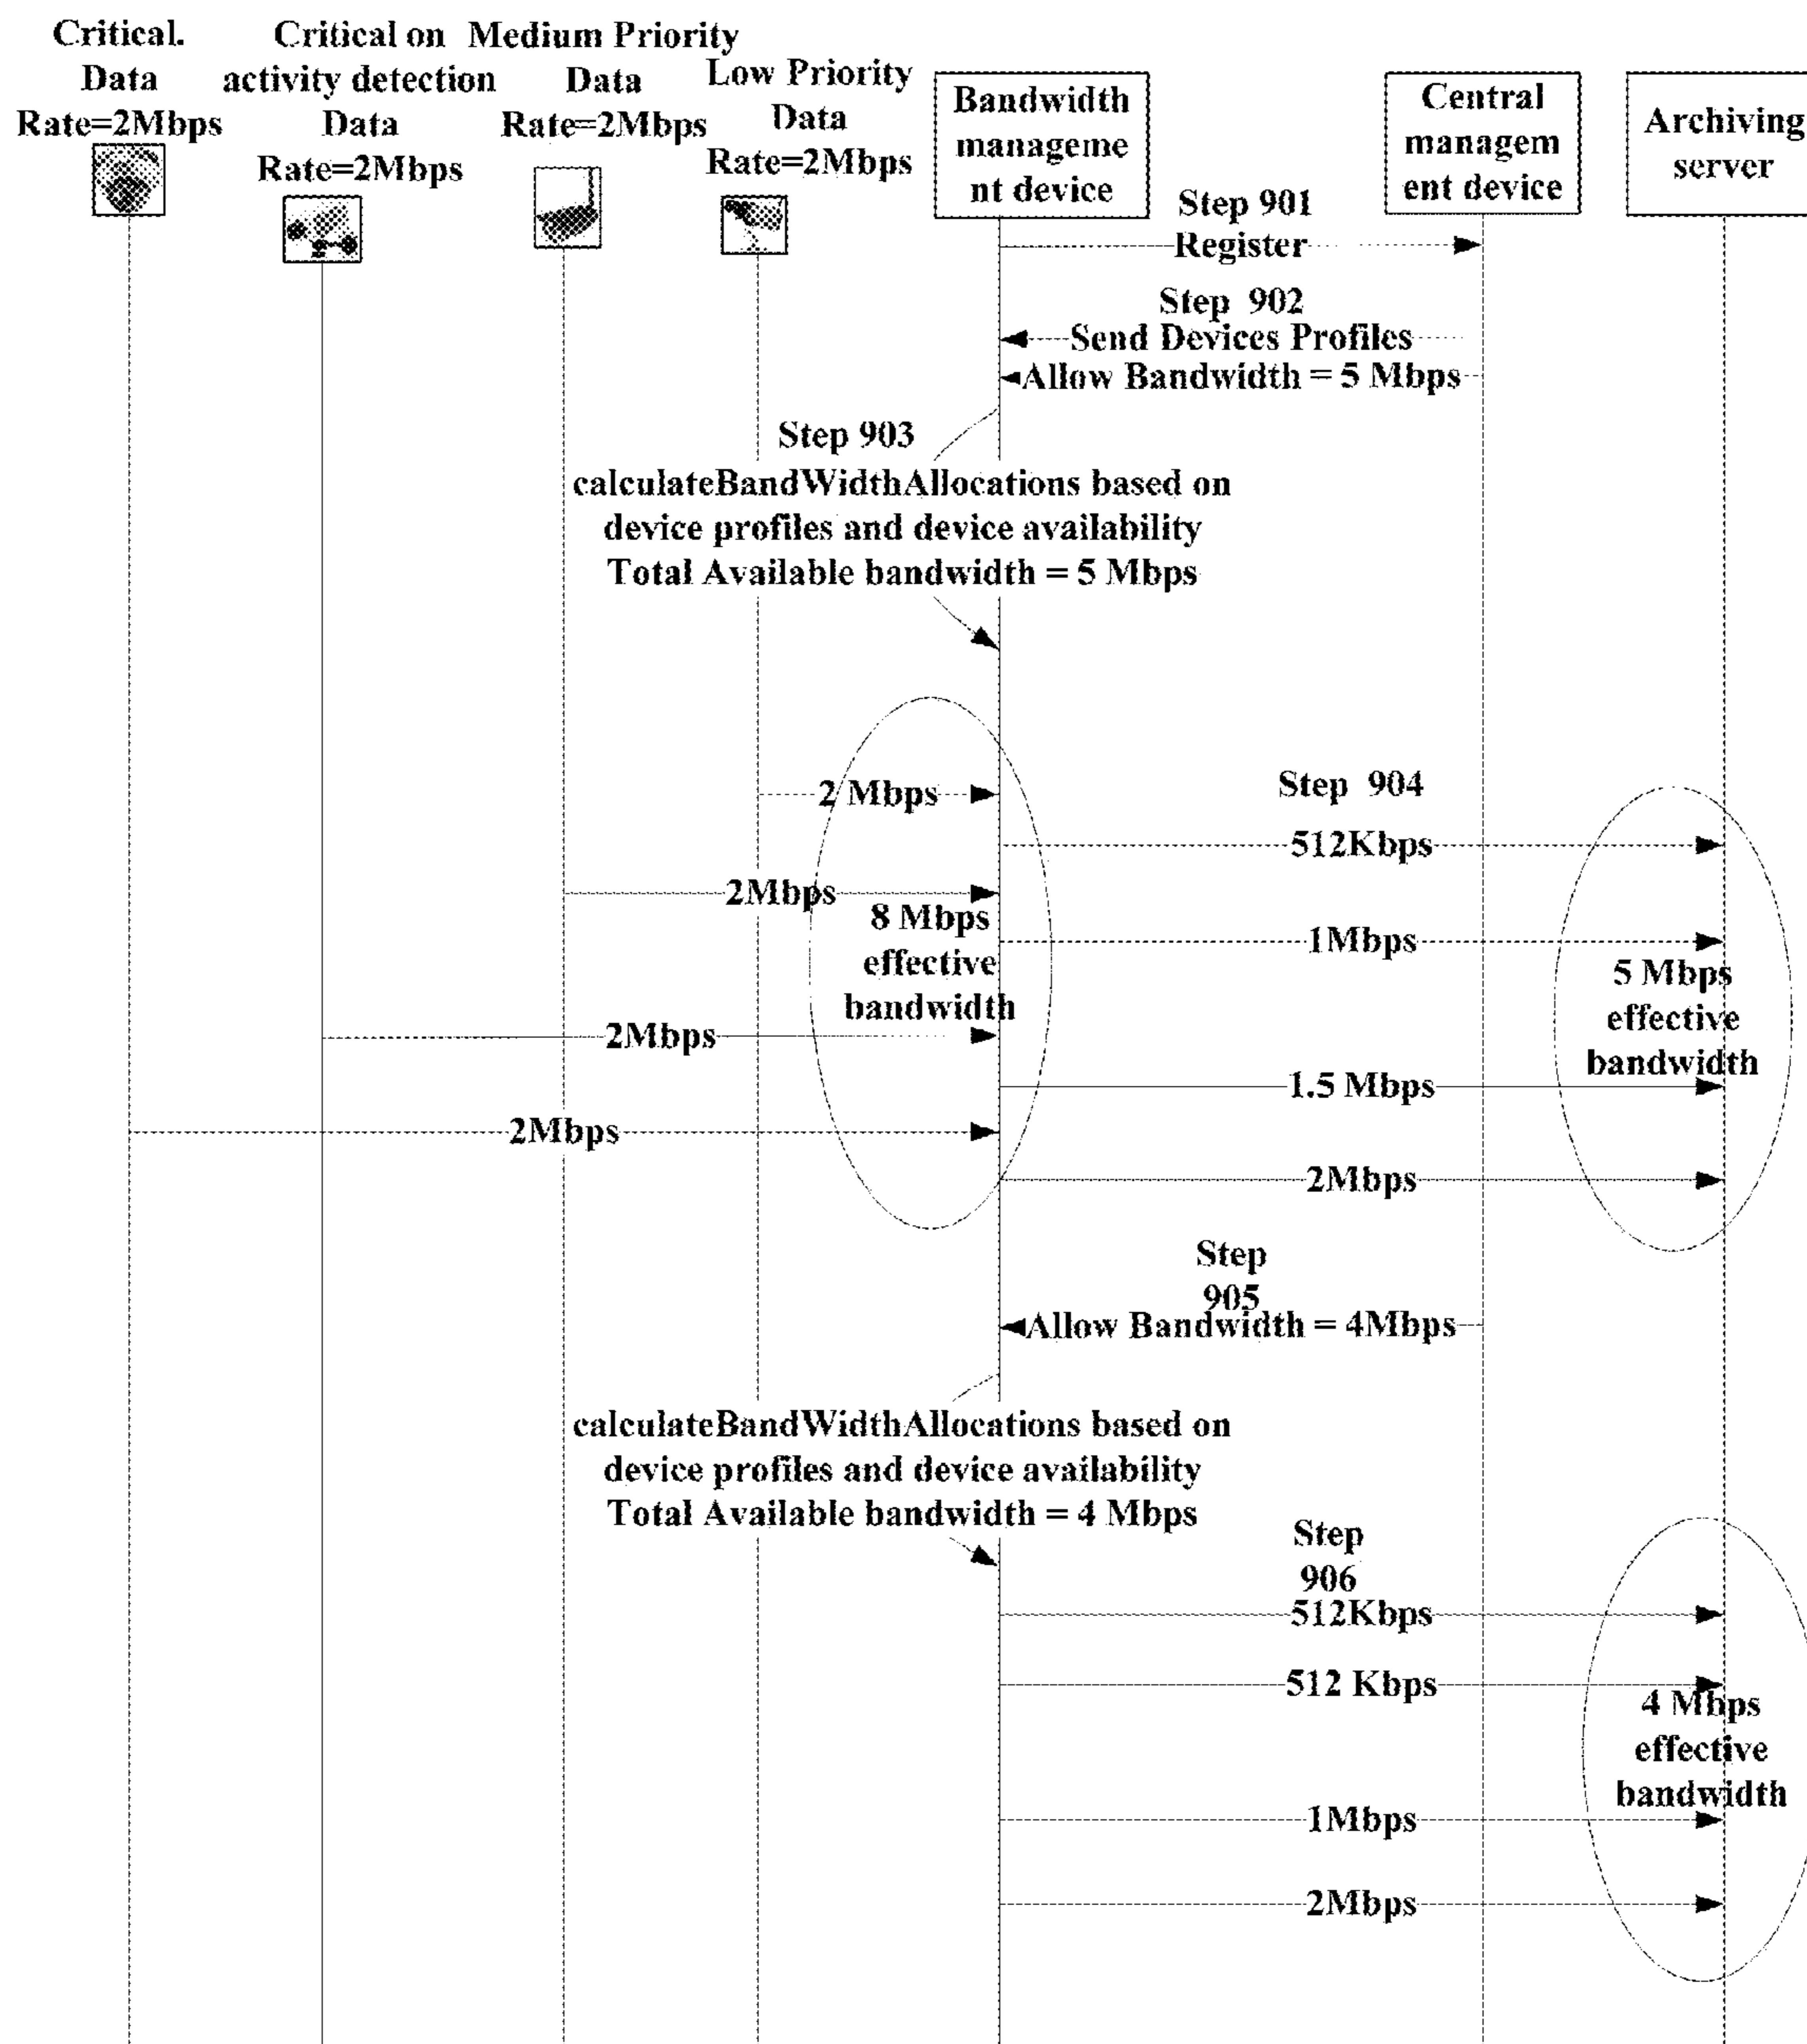 Critical.
Data
Rate=2Mbps
Critical on
activity detection
Data
Rate=2Mbps
Medium Priority
Data
Rate=2Mbps
Low Priority
Data
Rate=2Mbps
Bandwidth
manageme
nt device
Central
managem
ent device
Archiving
server
Step 901
Register
Step 902
Send Devices Profiles
Allow Bandwidth = 5 Mbps
Step 903
calculateBandWidthAllocations based on
device profiles and device availability
Total Available bandwidth = 5 Mbps
2 Mbps
Step 904
512Kbps
2Mbps
8 Mbps
effective
bandwidth
1Mbps
5 Mbps
effective
bandwidth
2Mbps
1.5 Mbps
2Mbps
2Mbps
Step
905
Allow Bandwidth = 4Mbps
calculateBandWidthAllocations based on
device profiles and device availability
Total Available bandwidth = 4 Mbps
Step
906
512Kbps
512 Kbps
4 Mbps
effective
bandwidth
1Mbps
2Mbps